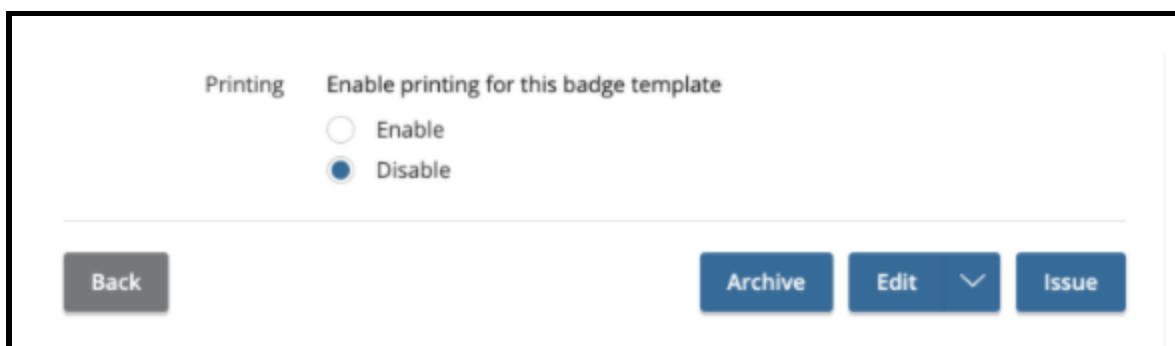 Printing Enable printing for this badge template
Enable
Disable
Back Archive Edit Issue